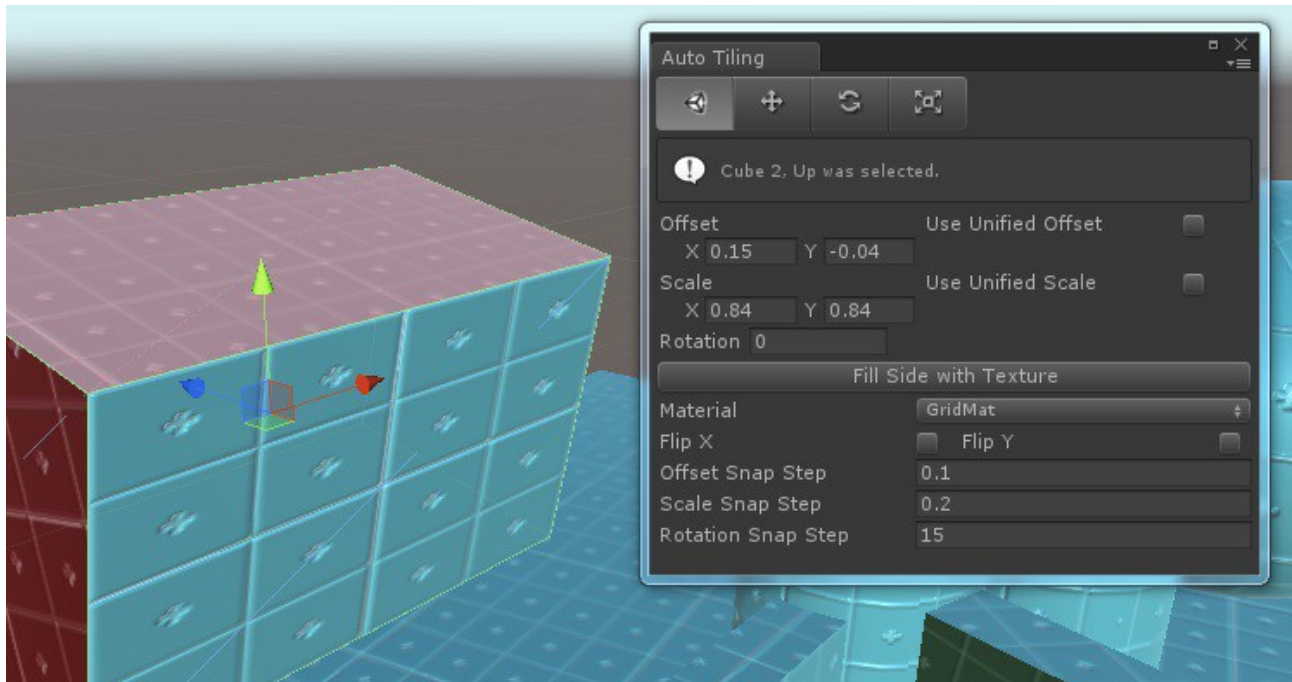 Auto Tiling
Cube 2, Up was selected.
Offset Use Unified Offset
X 0.15 Y -0.04
Scale Use Unified Scale
X 0.84 Y 0.84
Rotation 0
Fill Side with Texture
Material GridMat
Flip X Flip Y
Offset Snap Step 0.1
Scale Snap Step 0.2
Rotation Snap Step 15